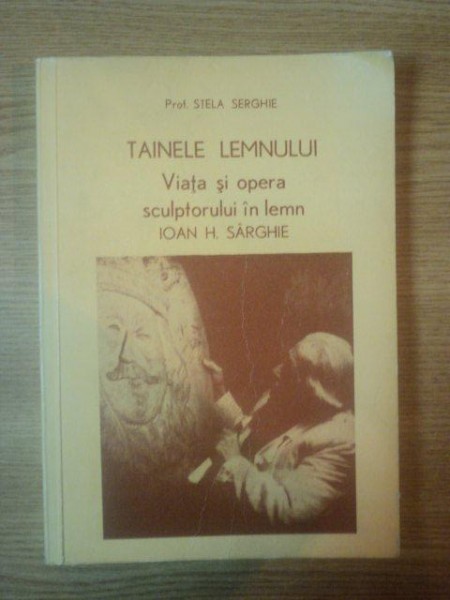 Prof. STELA SERGHIE
TAINELE LEMNULUI
Viaţa şi opera
sculptorului în lemn
IOAN H. SÂRGHIE